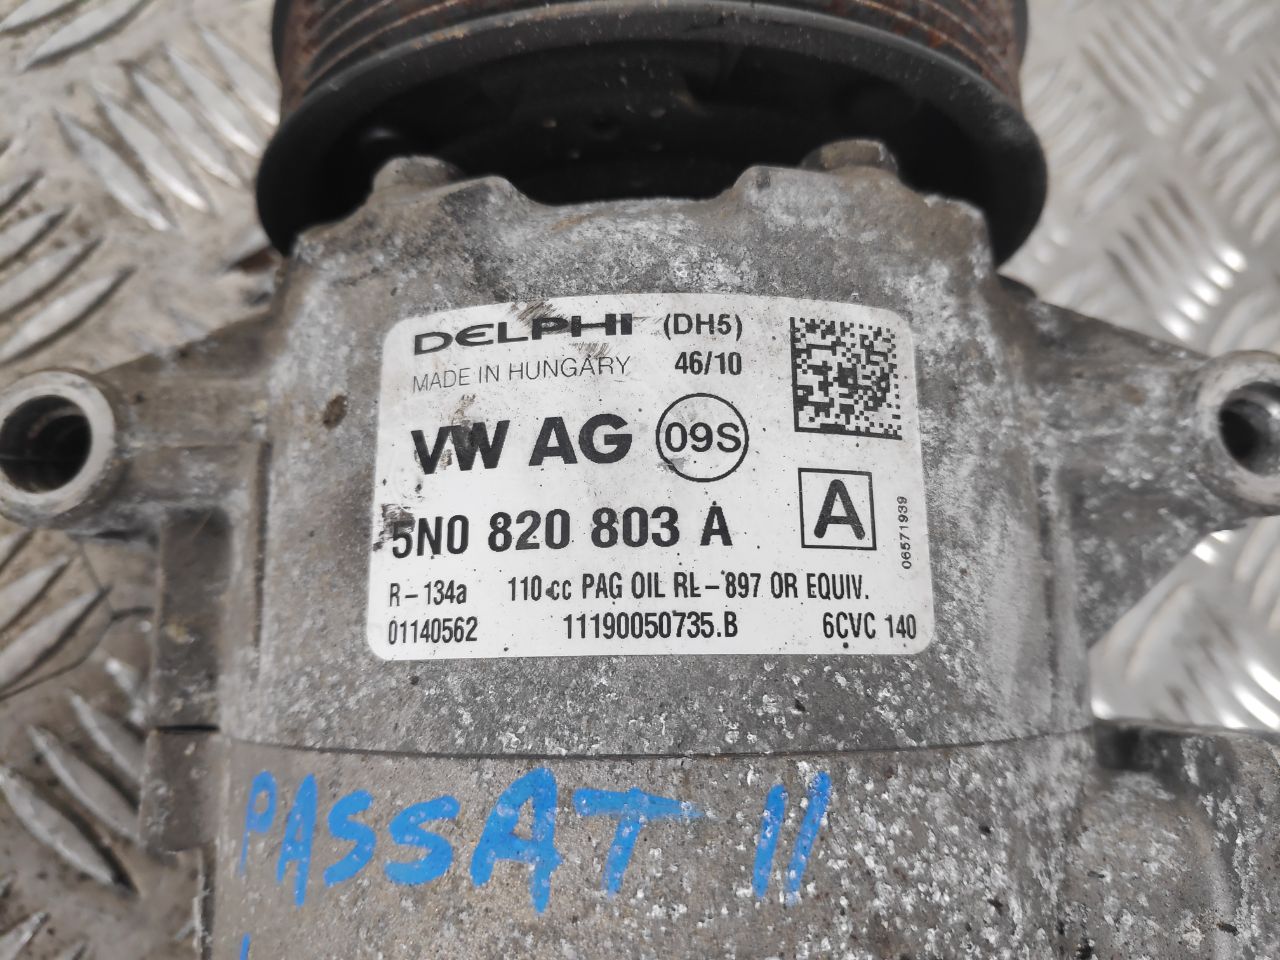 DELPHI (DH5)
MADE IN HUNGARY 46/10
VW AG 09S
5N0 820 803 A A
06571939
R-134a 110 cc PAG OIL RL-897 OR EQUIV.
01140562 11190050735.B 6CVC 140
PASSAT 11